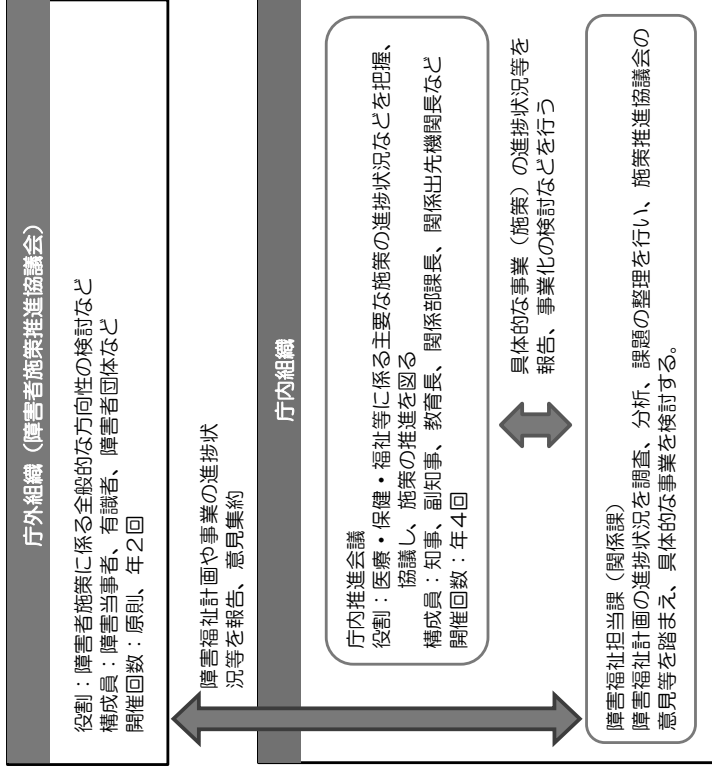 庁外組織（障害者施策推進協議会）
役割：障害者施策に係る全般的な方向性の検討など
構成員：障害当事者、有識者、障害者団体など
開催回数：原則、年２回
障害福祉計画や事業の進捗状
況等を報告、意見集約
庁内組織
庁内推進会議
役割：医療・保健・福祉等に係る主要な施策の進捗状況などを把握、
協議し、施策の推進を図る
構成員：知事、副知事、教育長、関係部課長、関係出先機関長など
開催回数：年４回
具体的な事業（施策）の進捗状況等を
報告、事業化の検討などを行う
障害福祉担当課（関係課）
障害福祉計画の進捗状況を調査、分析、課題の整理を行い、施策推進協議会の
意見等を踏まえ、具体的な事業を検討する。